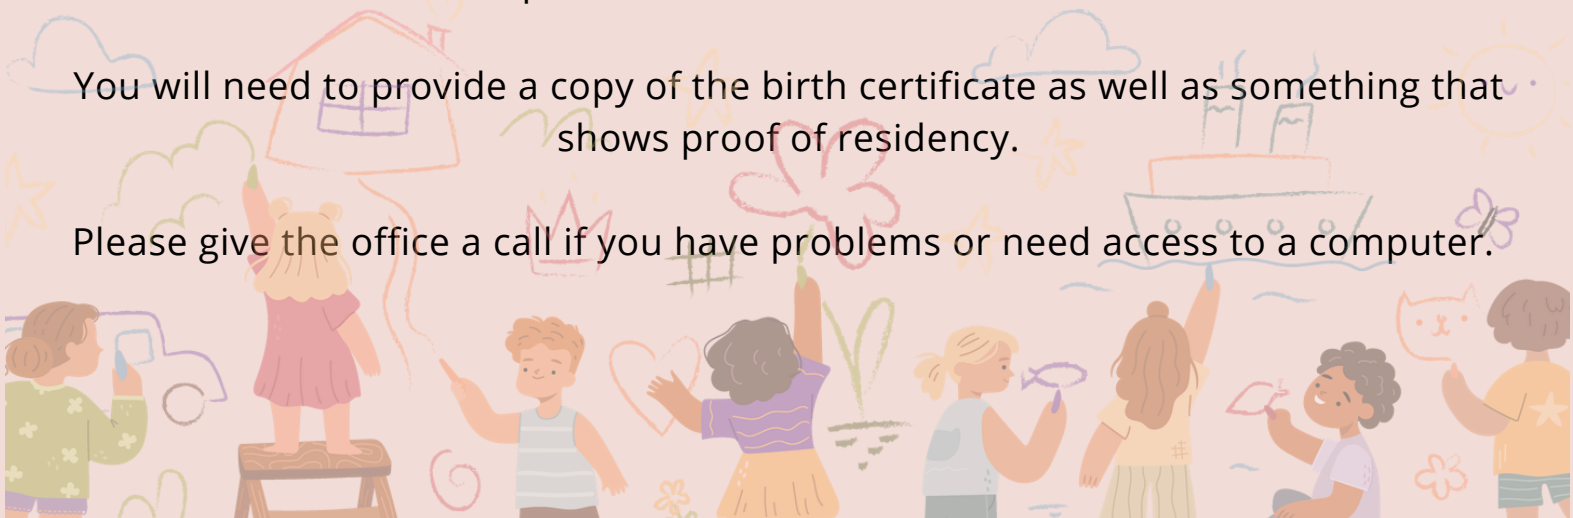 You will need to provide a copy of the birth certificate as well as something that
shows proof of residency.
Please give the office a call if you have problems or need access to a computer.